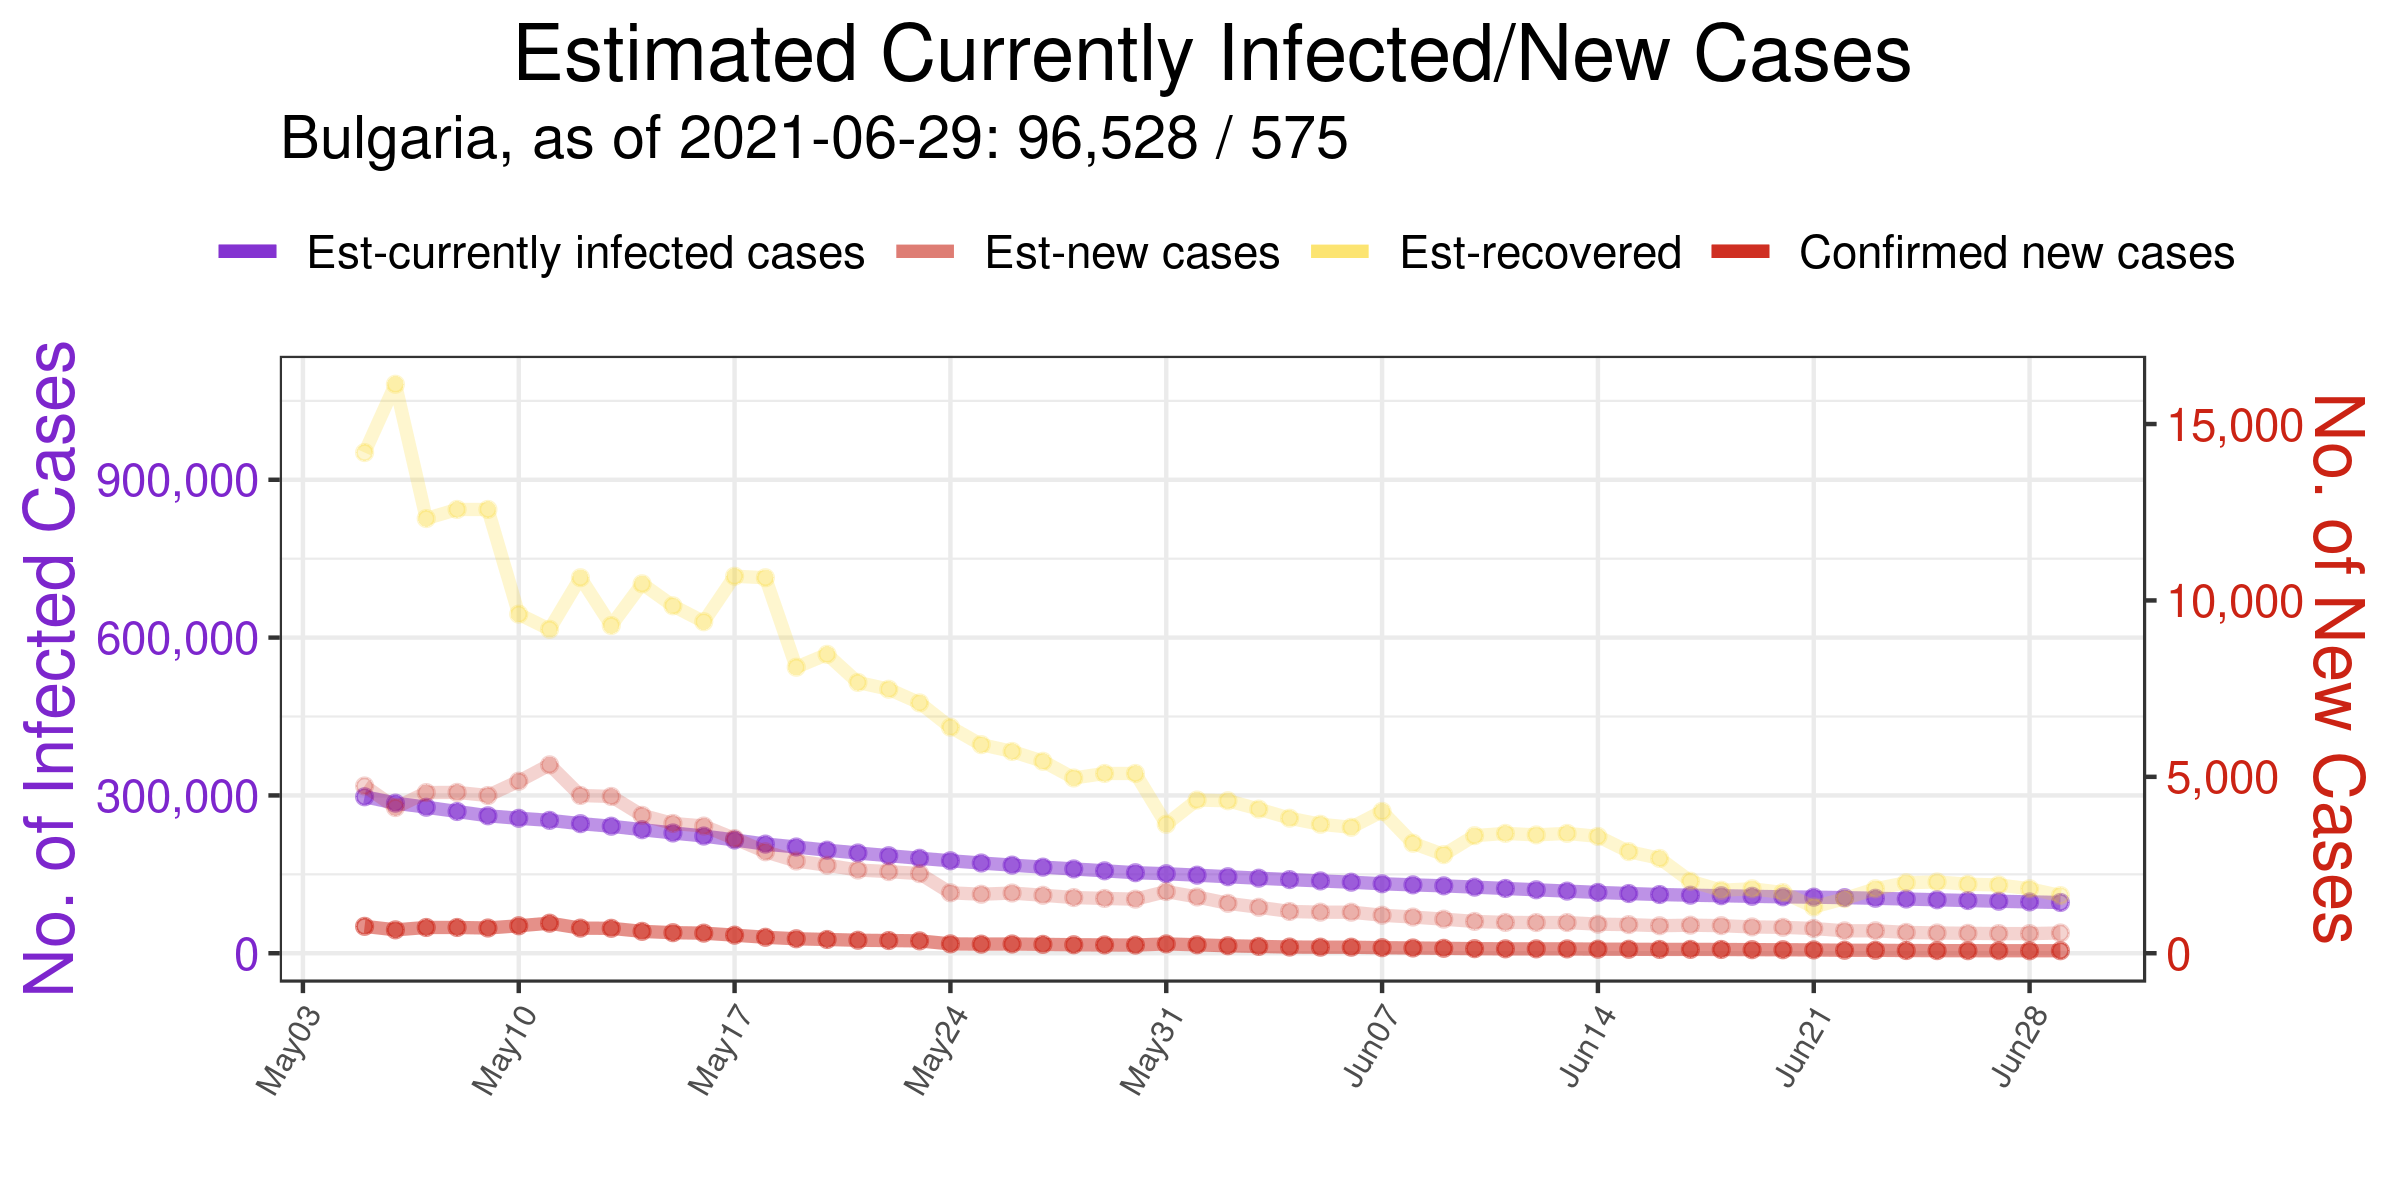 Estimated Currently Infected/New Cases
Bulgaria, as of 2021-06-29: 96,528 / 575
Est-currently infected cases Est-new cases Est-recovered Confirmed new cases
No. of Infected Cases
900,000
600,000
300,000
0
15,000
10,000
5,000
0
No. of New Cases
May03 May10 May17 May24 May31 Jun07 Jun14 Jun21 Jun28